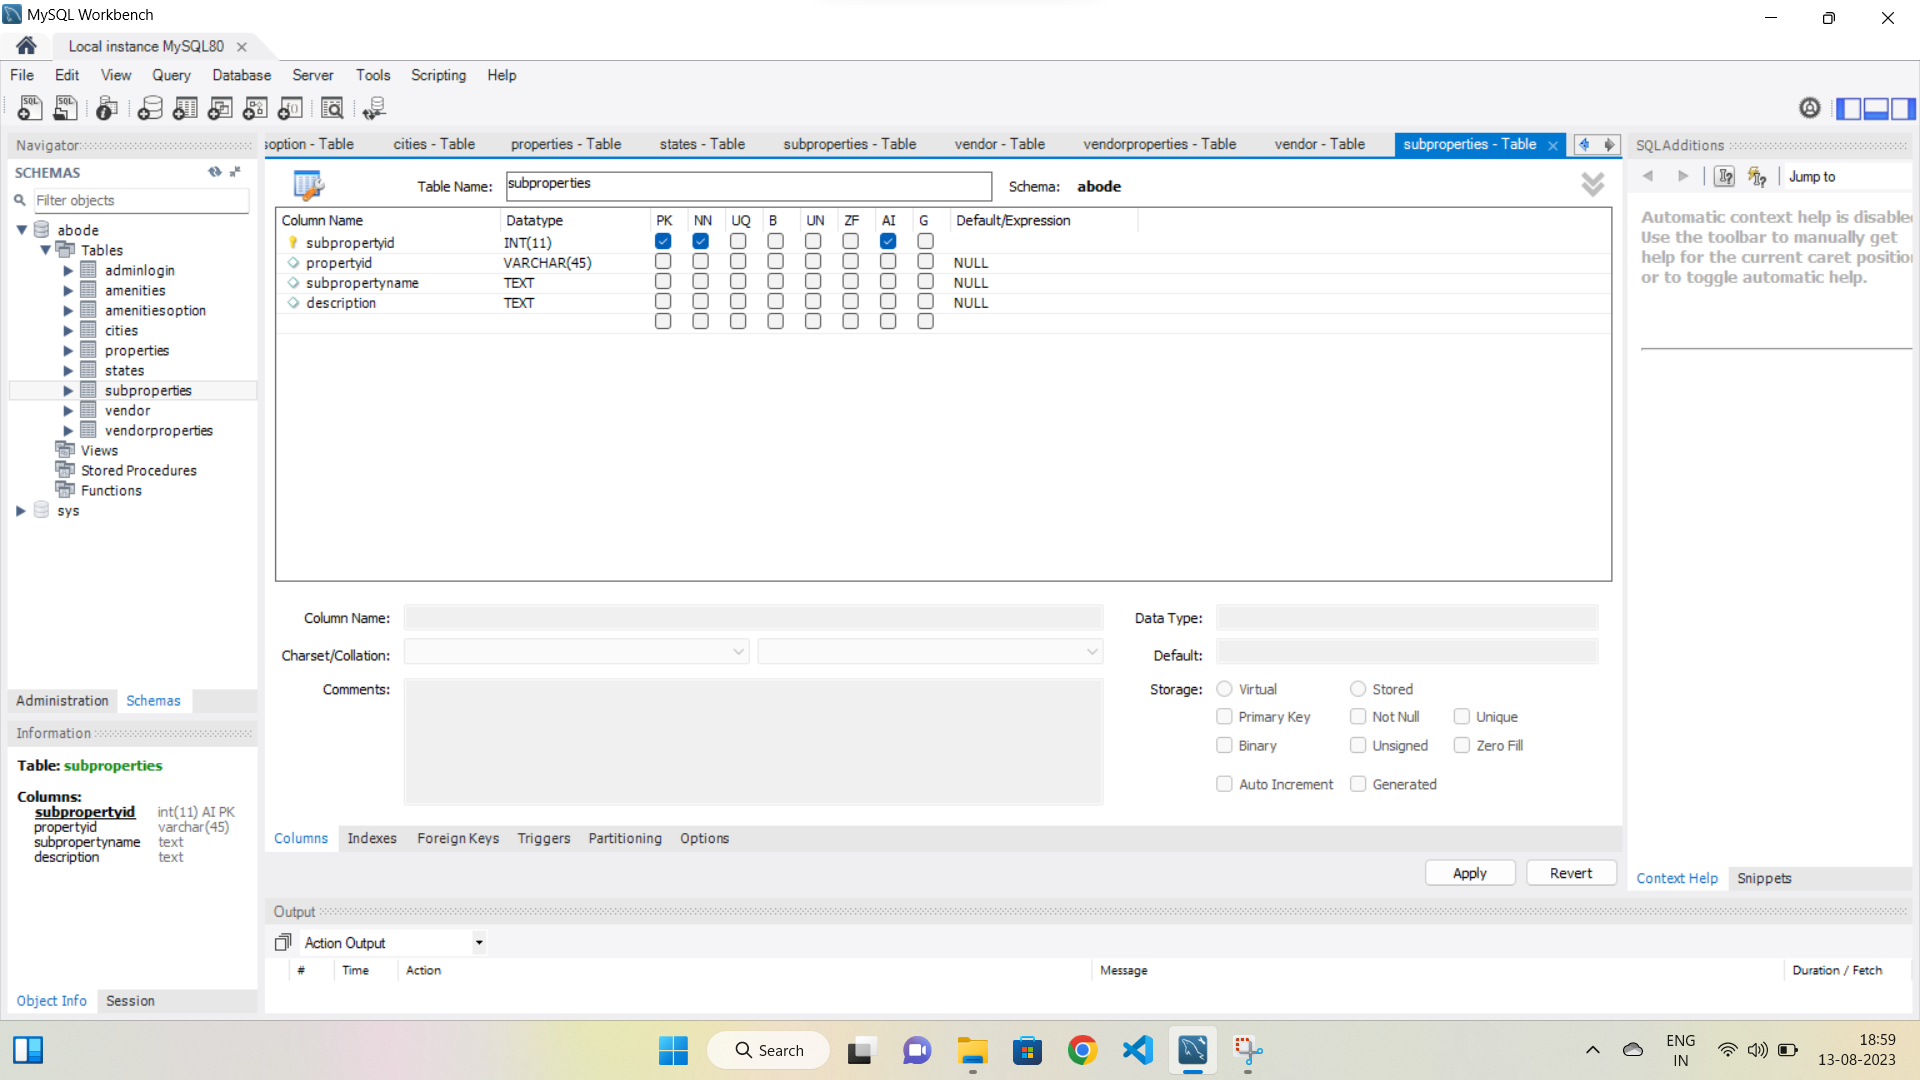 MySQL Workbench
Local instance MySQL80
File Edit View Query Database Server Tools Scripting Help
Navigator
SCHEMAS
Filter objects
abode
Tables
adminlogin
amenities
amenitiesoption
cities
properties
states
subproperties
vendor
vendorproperties
Views
Stored Procedures
Functions
sys
Administration Schemas
Information
Table: subproperties
Columns:
subpropertyid int(11) AI PK
propertyid varchar(45)
subpropertyname text
description text
Object Info Session
soption - Table cities - Table properties - Table states - Table subproperties - Table vendor - Table vendorproperties - Table vendor - Table subproperties - Table
Table Name: subproperties Schema: abode
Column Name Datatype PK NN UQ B UN ZF AI G Default/Expression
subpropertyid INT(11)
propertyid VARCHAR(45) NULL
subpropertyname TEXT NULL
description TEXT NULL
Column Name: Data Type:
Charset/Collation: Default:
Comments: Storage: Virtual Stored
Primary Key Not Null Unique
Binary Unsigned Zero Fill
Auto Increment Generated
Columns Indexes Foreign Keys Triggers Partitioning Options
Apply Revert
Output
Action Output
# Time Action Message Duration / Fetch
SQLAdditions
Jump to
Automatic context help is disable
Use the toolbar to manually get
help for the current caret position
or to toggle automatic help.
Context Help Snippets
Search
ENG
IN
18:59
13-08-2023